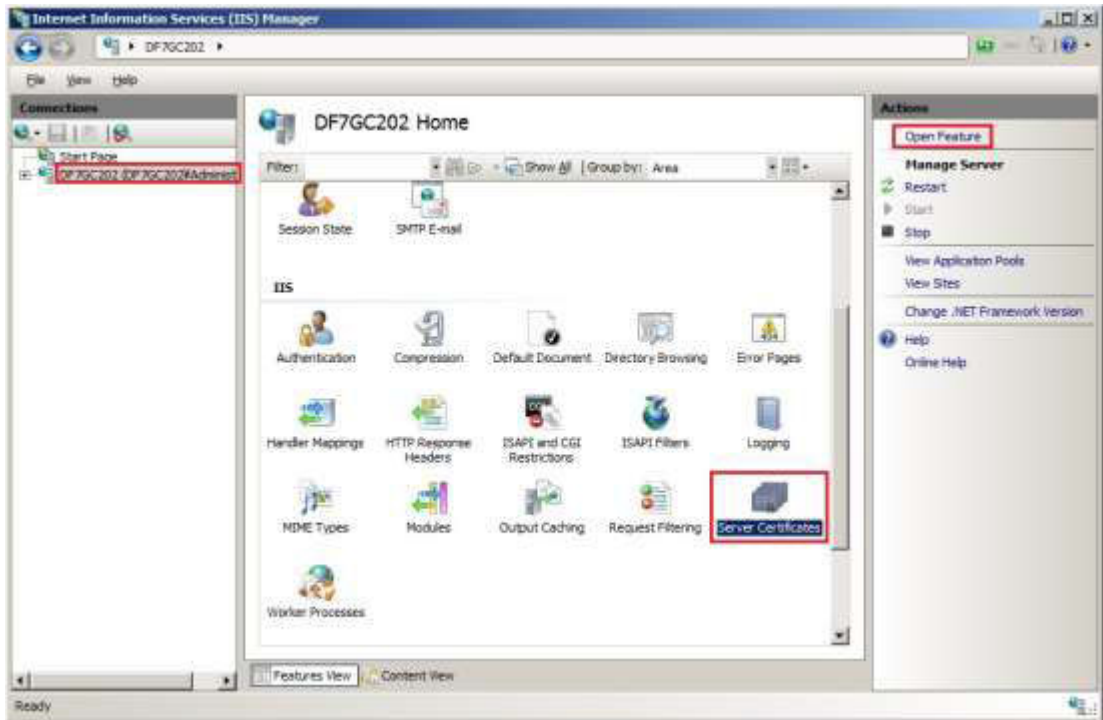 Internet Information Services (IIS) Manager
DF7GC202
File View Help
Connections
Start Page
DF7GC202 (DF7GC202\Administ
DF7GC202 Home
Filter: Go Show All Group by: Area
Session State SMTP E-mail
IIS
Authentication Compression Default Document Directory Browsing Error Pages
Handler Mappings HTTP Response Headers ISAPI and CGI Restrictions ISAPI Filters Logging
MIME Types Modules Output Caching Request Filtering Server Certificates
Worker Processes
Features View Content View
Actions
Open Feature
Manage Server
Restart
Start
Stop
View Application Pools
View Sites
Change .NET Framework Version
Help
Online Help
Ready